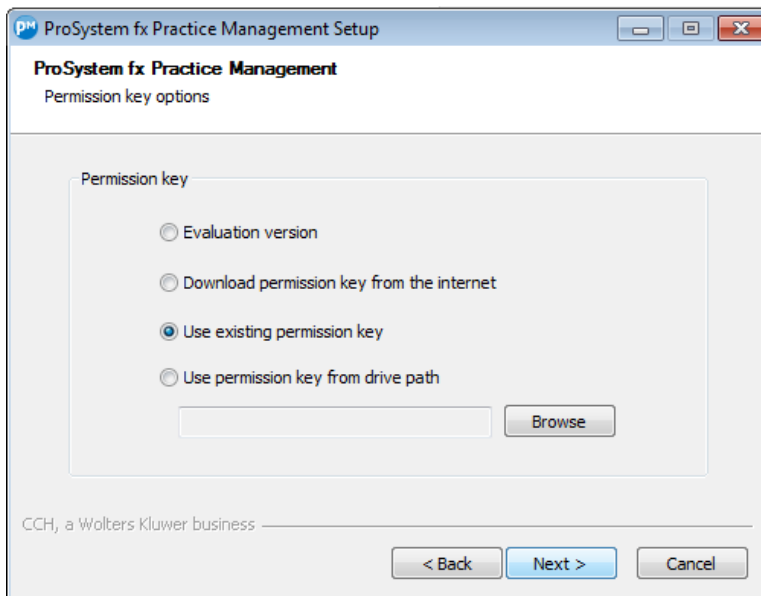 PM ProSystem fx Practice Management Setup
ProSystem fx Practice Management
Permission key options
Permission key
Evaluation version
Download permission key from the internet
Use existing permission key
Use permission key from drive path
Browse
CCH, a Wolters Kluwer business
< Back Next > Cancel